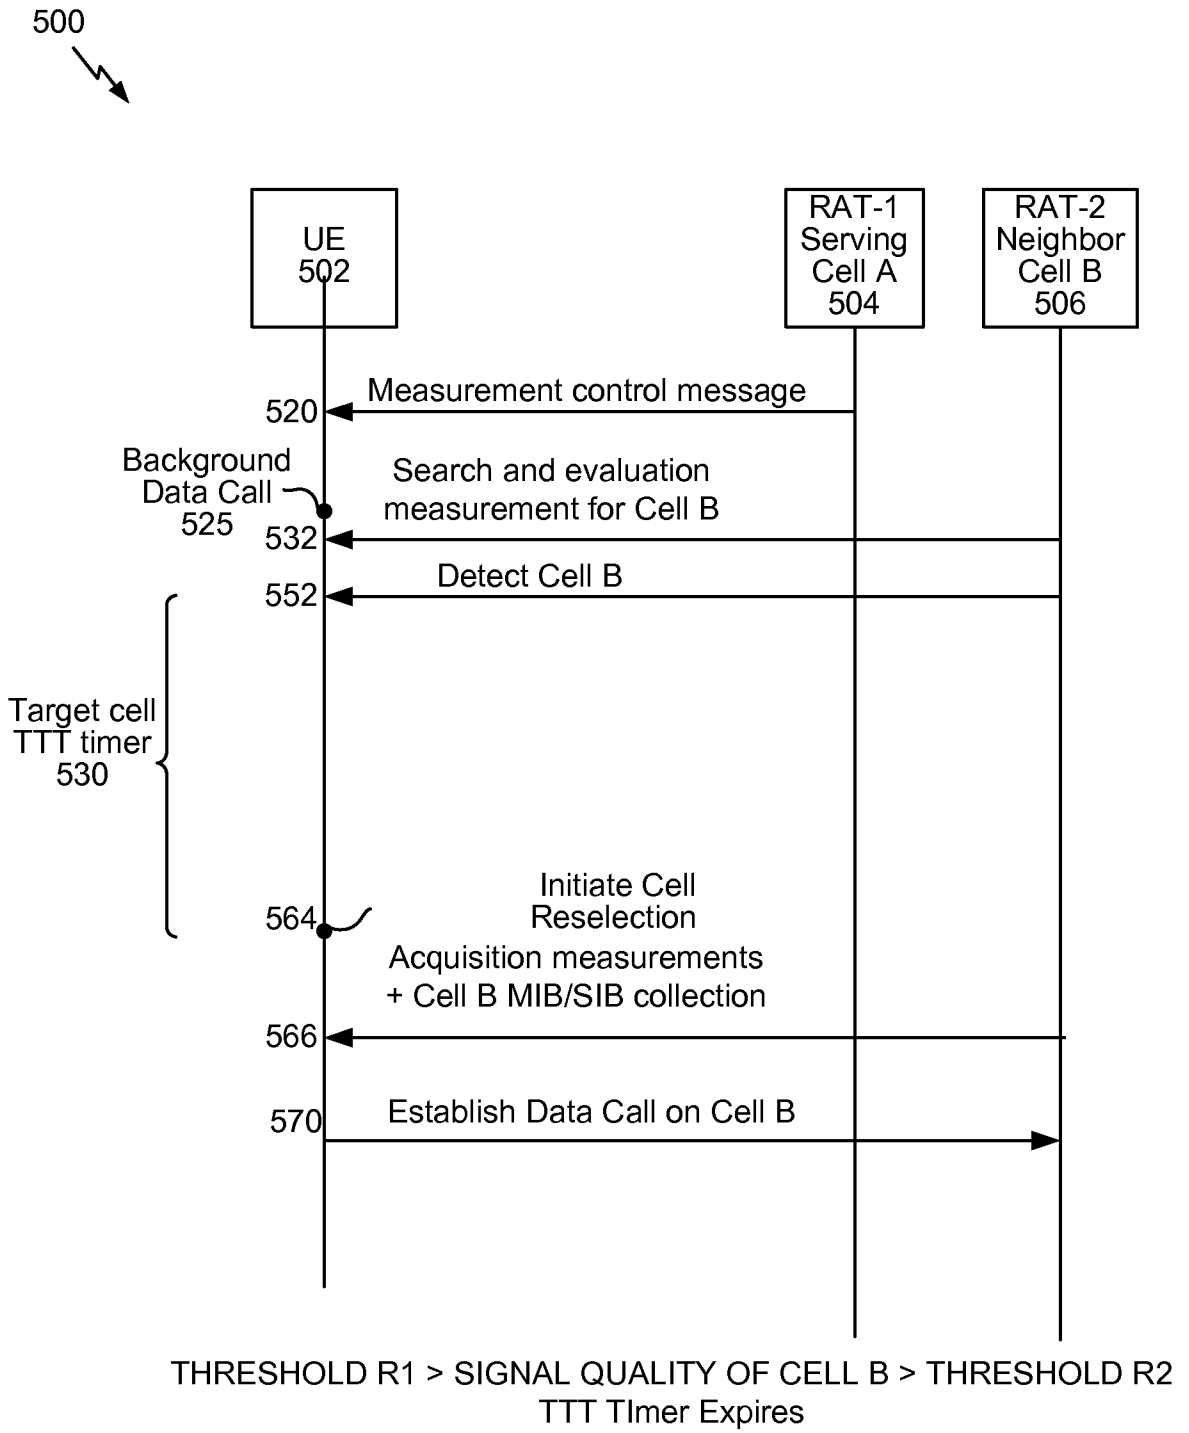 500
UE
502
RAT-1
Serving
Cell A
504
RAT-2
Neighbor
Cell B
506
Measurement control message
520
Background
Data Call
525
Search and evaluation
measurement for Cell B
532
Detect Cell B
552
Target cell
TTT timer
530
Initiate Cell
Reselection
564
Acquisition measurements
+ Cell B MIB/SIB collection
566
Establish Data Call on Cell B
570
THRESHOLD R1 > SIGNAL QUALITY OF CELL B > THRESHOLD R2
TTT TImer Expires